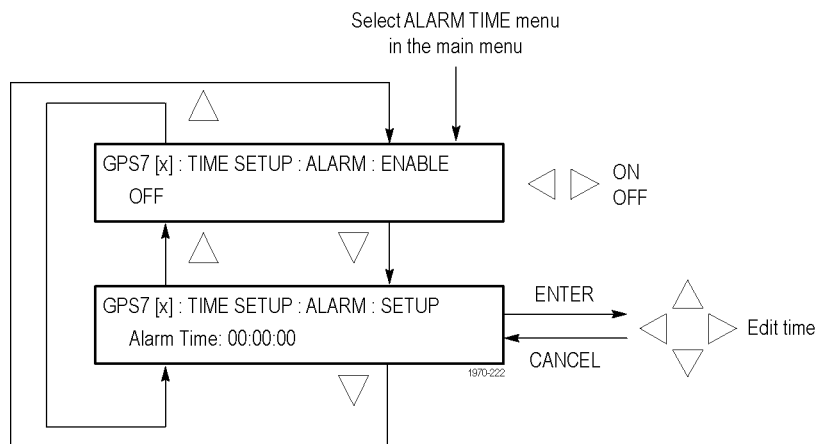 Select ALARM TIME menu
in the main menu
GPS7 [x] : TIME SETUP : ALARM : ENABLE
OFF
ON
OFF
GPS7 [x] : TIME SETUP : ALARM : SETUP
Alarm Time: 00:00:00
ENTER
CANCEL
Edit time
1970-222